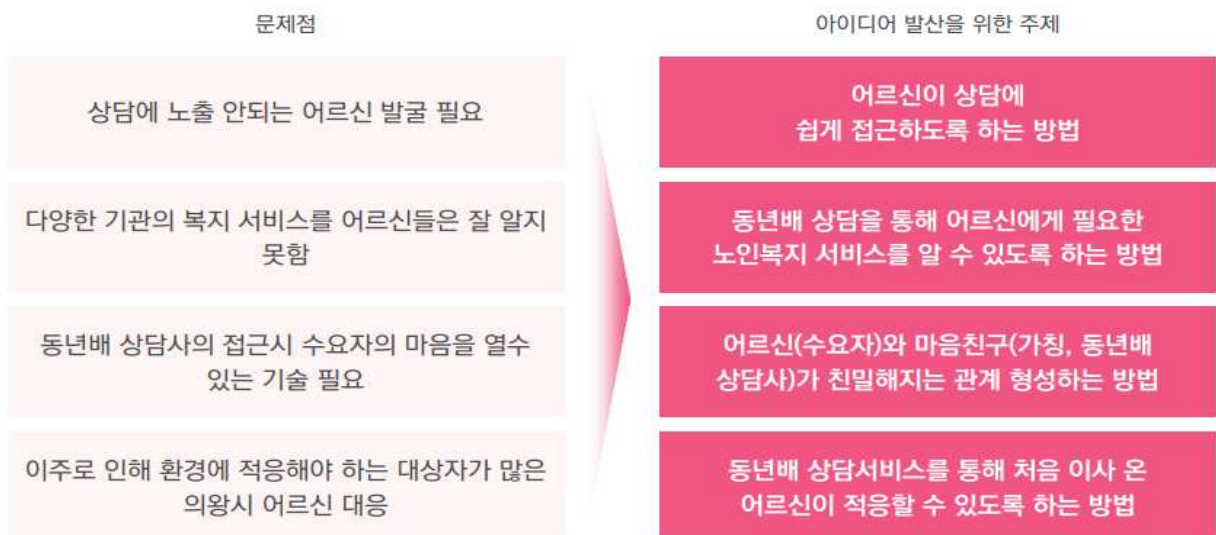 문제점
아이디어 발산을 위한 주제
상담에 노출 안되는 어르신 발굴 필요
어르신이 상담에
쉽게 접근하도록 하는 방법
다양한 기관의 복지 서비스를 어르신들은 잘 알지
못함
동년배 상담을 통해 어르신에게 필요한
노인복지 서비스를 알 수 있도록 하는 방법
동년배 상담사의 접근시 수요자의 마음을 열수
있는 기술 필요
어르신(수요자)와 마음친구(가칭, 동년배
상담사)가 친밀해지는 관계 형성하는 방법
이주로 인해 환경에 적응해야 하는 대상자가 많은
의왕시 어르신 대응
동년배 상담서비스를 통해 처음 이사 온
어르신이 적응할 수 있도록 하는 방법